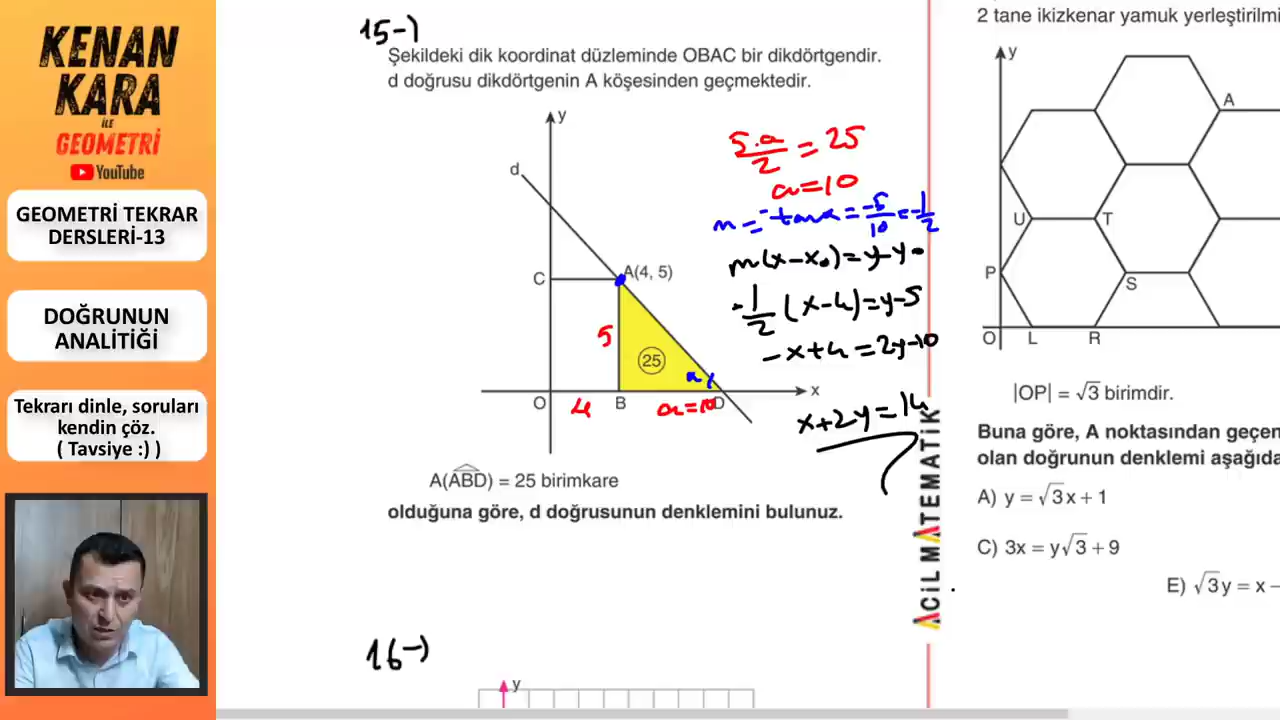 KENAN
KARA
İLE
GEOMETRİ
YouTube
GEOMETRİ TEKRAR
DERSLERİ-13
DOĞRUNUN
ANALİTİĞİ
Tekrarı dinle, soruları
kendin çöz.
( Tavsiye :) )
15-)
Şekildeki dik koordinat düzleminde OBAC bir dikdörtgendir.
d doğrusu dikdörtgenin A köşesinden geçmektedir.
y
d
C
A(4, 5)
5
25
α
x
O
4
B
a=10
D
5.a/2 = 25
a=10
m = -tanα = -5/10 = -1/2
m(x-x₀)=y-y₀
-1/2 (x-4)=y-5
-x+4=2y-10
x+2y=14
A(ABD) = 25 birimkare
olduğuna göre, d doğrusunun denklemini bulunuz.
16-)
y
ACİL MATEMATİK
2 tane ikizkenar yamuk yerleştirilmi
y
A
U
T
P
S
O
L
R
|OP| = √3 birimdir.
Buna göre, A noktasından geçen
olan doğrunun denklemi aşağıda
A) y = √3x + 1
C) 3x = y√3 + 9
E) √3y = x –